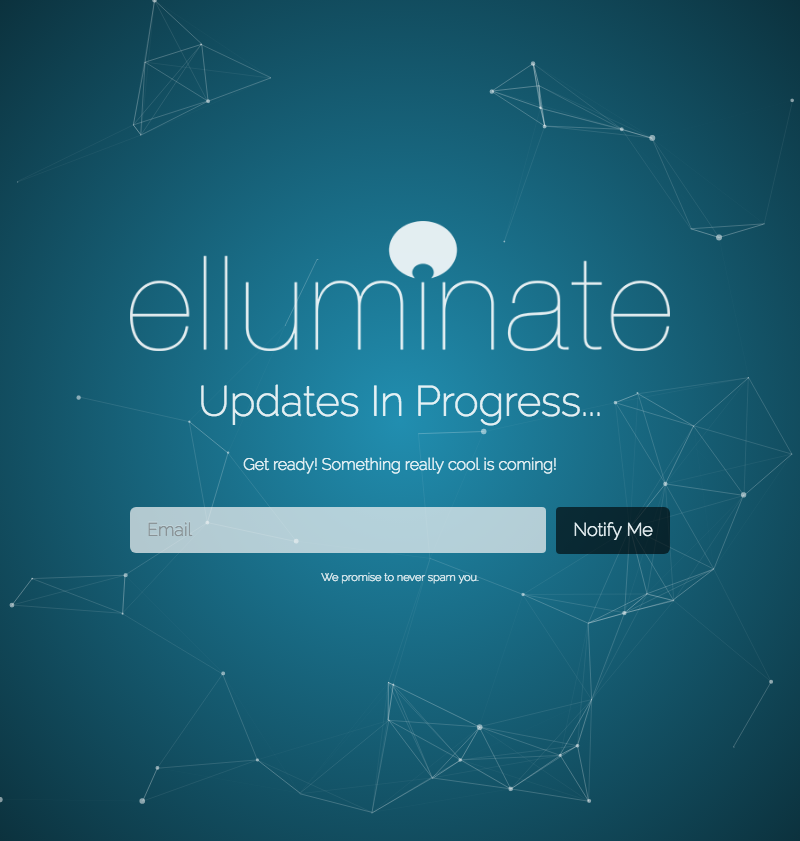 elluminate
Updates In Progress...
Get ready! Something really cool is coming!
Email
Notify Me
We promise to never spam you.